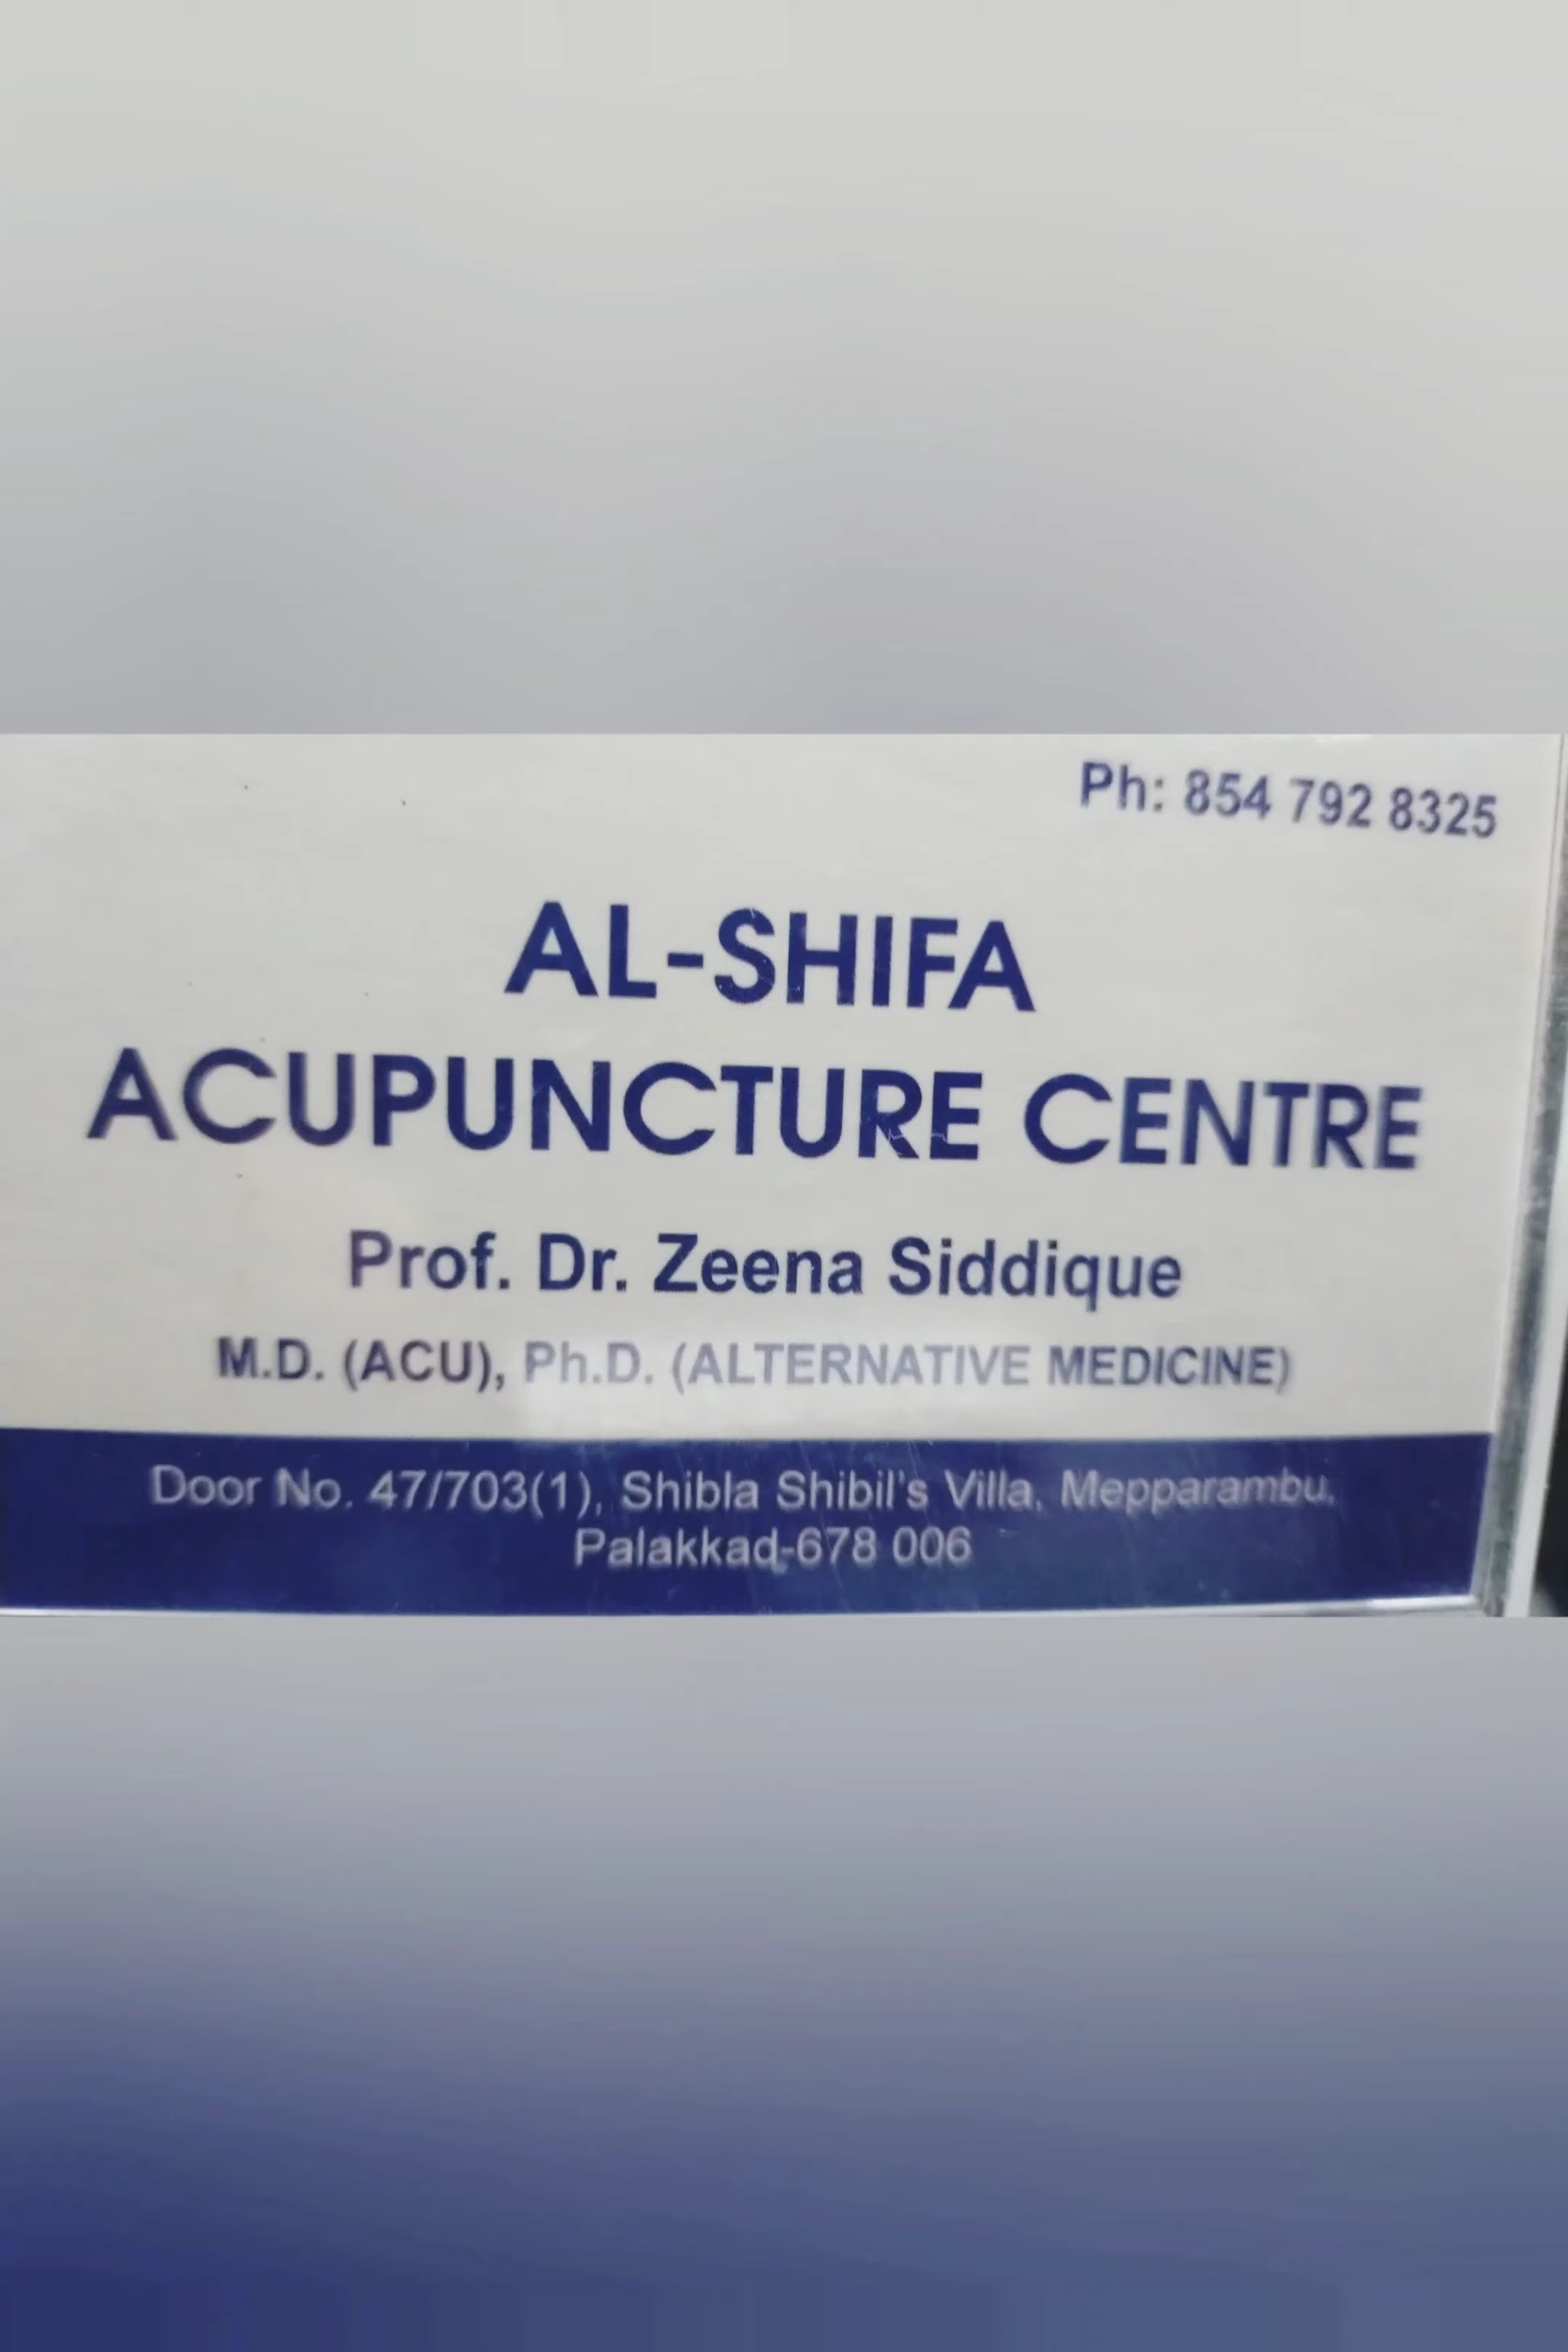 Ph: 854 792 8325
AL-SHIFA
ACUPUNCTURE CENTRE
Prof. Dr. Zeena Siddique
M.D. (ACU), Ph.D. (ALTERNATIVE MEDICINE)
Door No. 47/703(1), Shibla Shibil's Villa, Mepparambu,
Palakkad-678 006